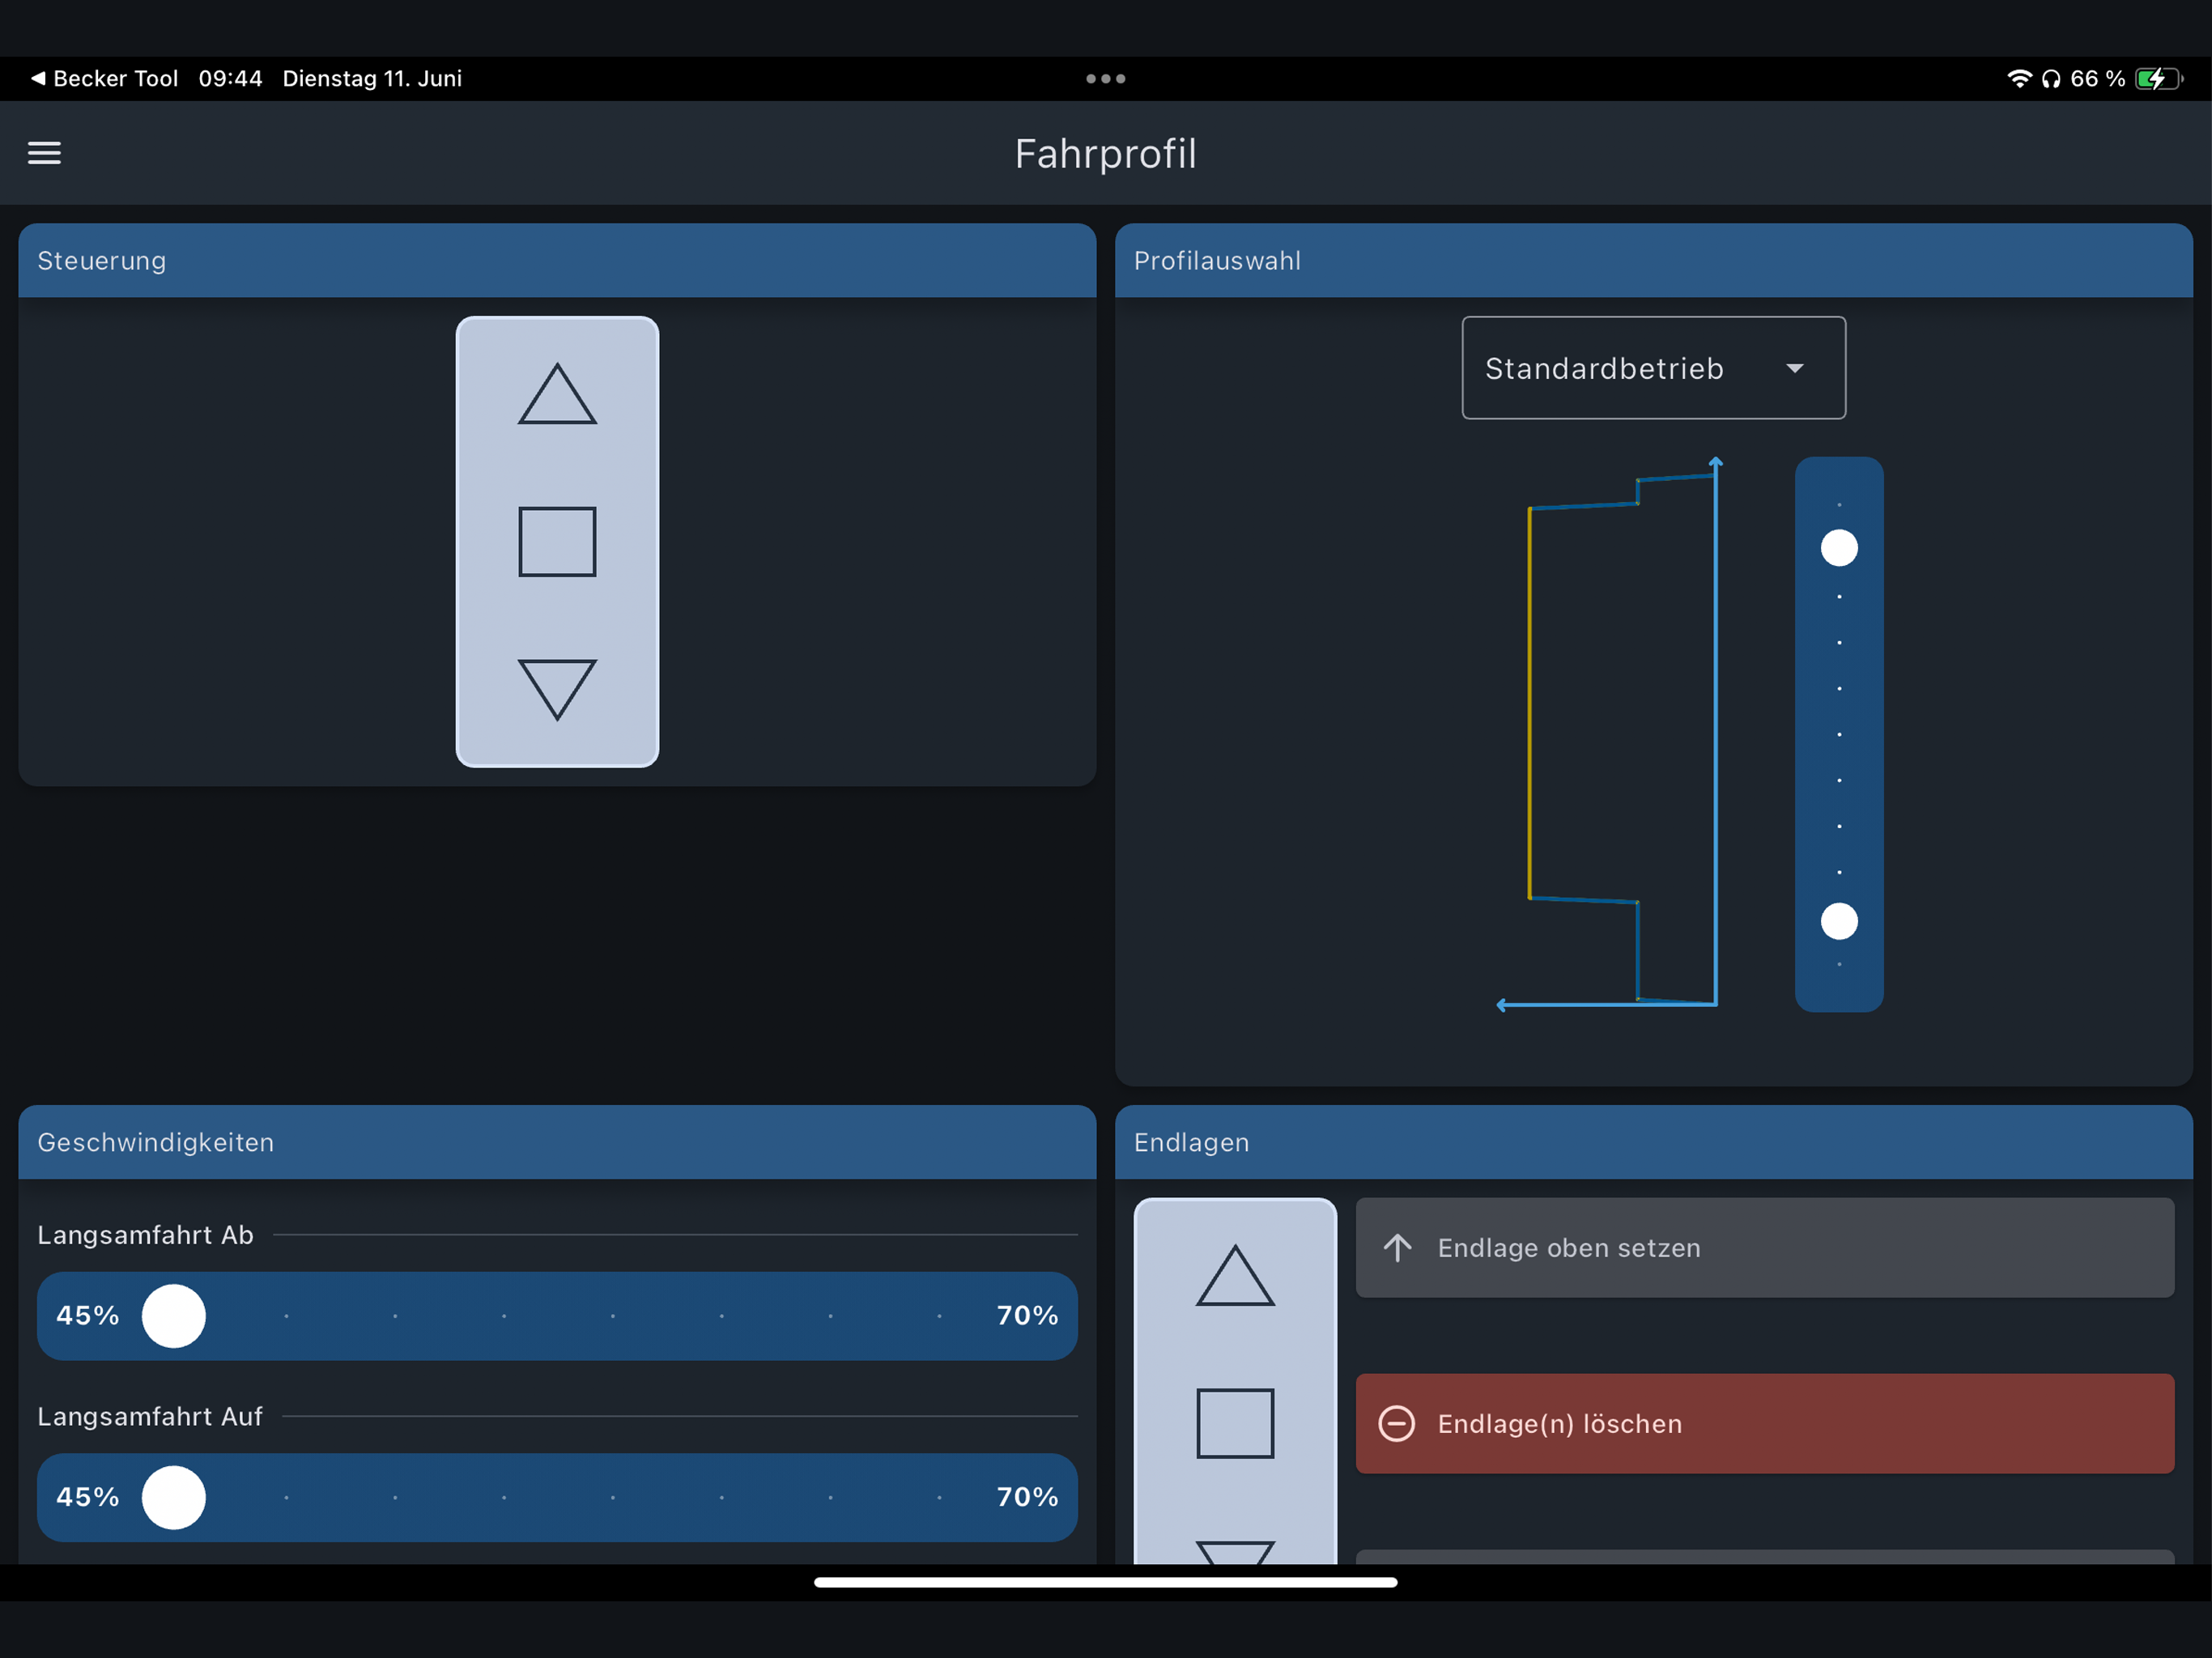 Becker Tool 09:44 Dienstag 11. Juni 66 %
Fahrprofil
Steuerung
Profilauswahl
Standardbetrieb
Geschwindigkeiten
Langsamfahrt Ab
45% 70%
Langsamfahrt Auf
45% 70%
Endlagen
Endlage oben setzen
Endlage(n) löschen